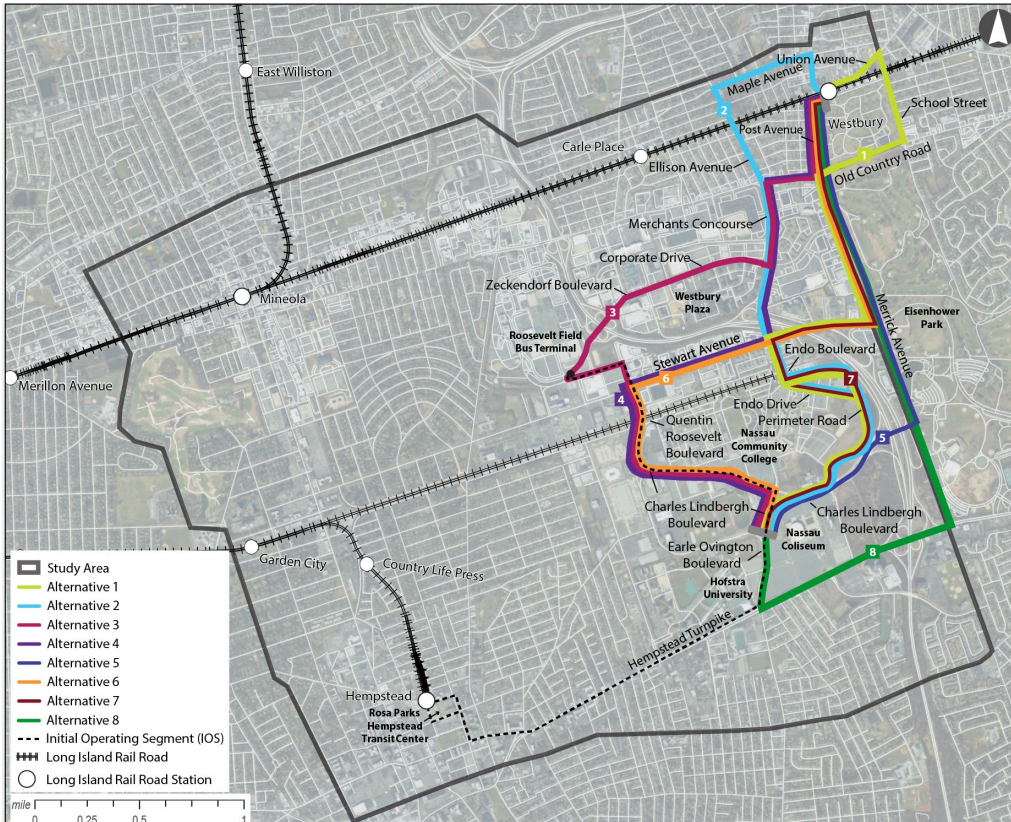 Union Avenue
East Williston
Maple Avenue
2
School Street
Post Avenue
Westbury
Carle Place
1
Ellison Avenue
Old Country Road
Merchants Concourse
Corporate Drive
Zeckendorf Boulevard
Mineola
Westbury
Plaza
3
Merrick Avenue
Eisenhower
Park
Roosevelt Field
Bus Terminal
Stewart Avenue
Endo Boulevard
Merillon Avenue
6
7
4
Endo Drive
Perimeter Road
Quentin
Roosevelt
Boulevard
Nassau
Community
College
5
Charles Lindbergh
Boulevard
Charles Lindbergh
Boulevard
Nassau
Coliseum
Earle Ovington
Boulevard
8
Garden City
Country Life Press
Hofstra
University
Hempstead Turnpike
Hempstead
Rosa Parks
Hempstead
Transit Center
Study Area
Alternative 1
Alternative 2
Alternative 3
Alternative 4
Alternative 5
Alternative 6
Alternative 7
Alternative 8
Initial Operating Segment (IOS)
Long Island Rail Road
Long Island Rail Road Station
mile
0 0.25 0.5 1